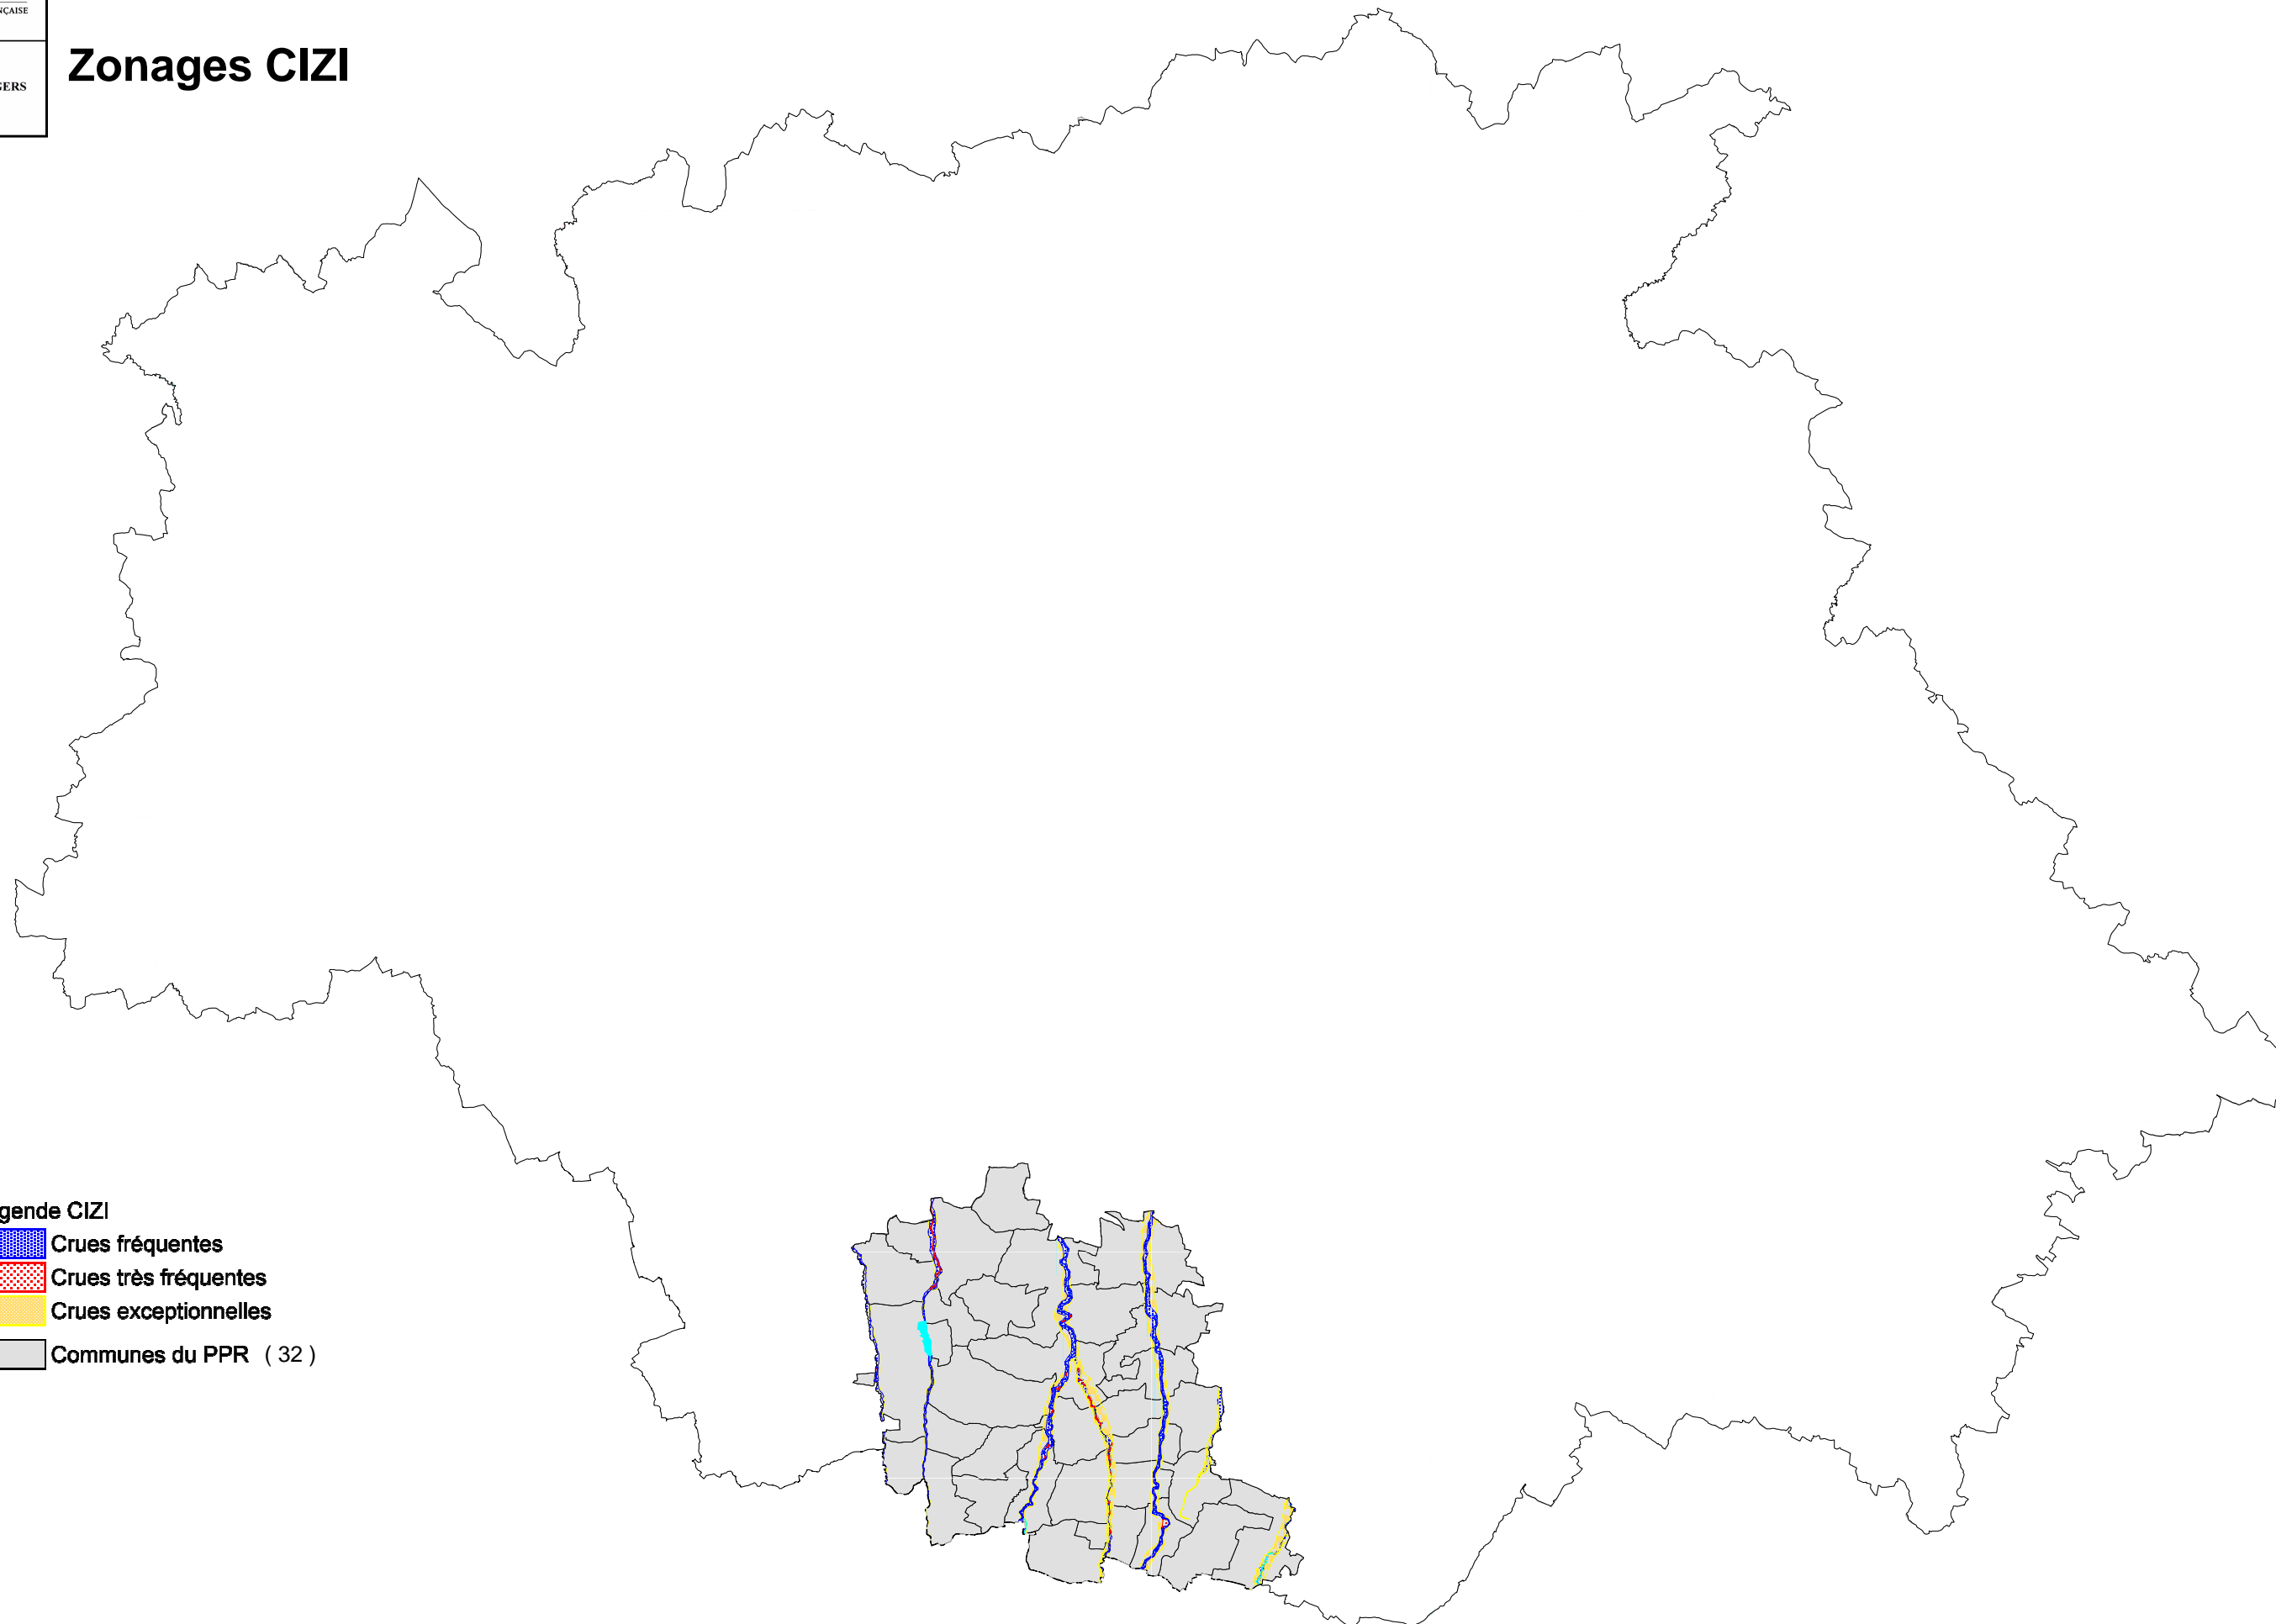 Zonages CIZI
gende CIZI
Crues fréquentes
Crues très fréquentes
Crues exceptionnelles
Communes du PPR ( 32 )